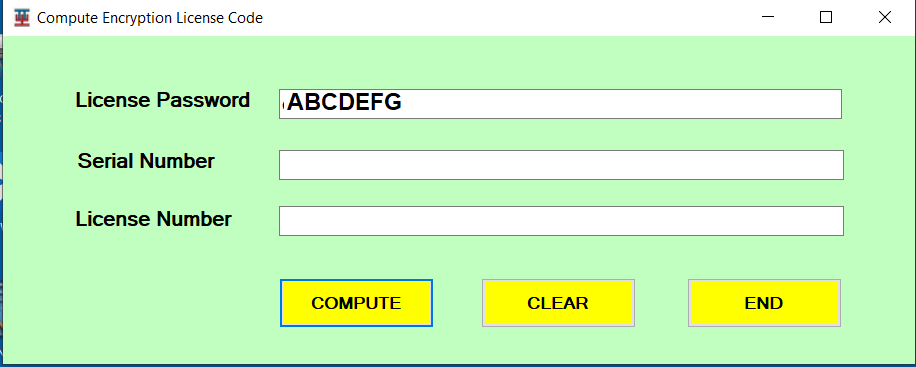 Compute Encryption License Code
License Password ABCDEFG
Serial Number
License Number
COMPUTE CLEAR END